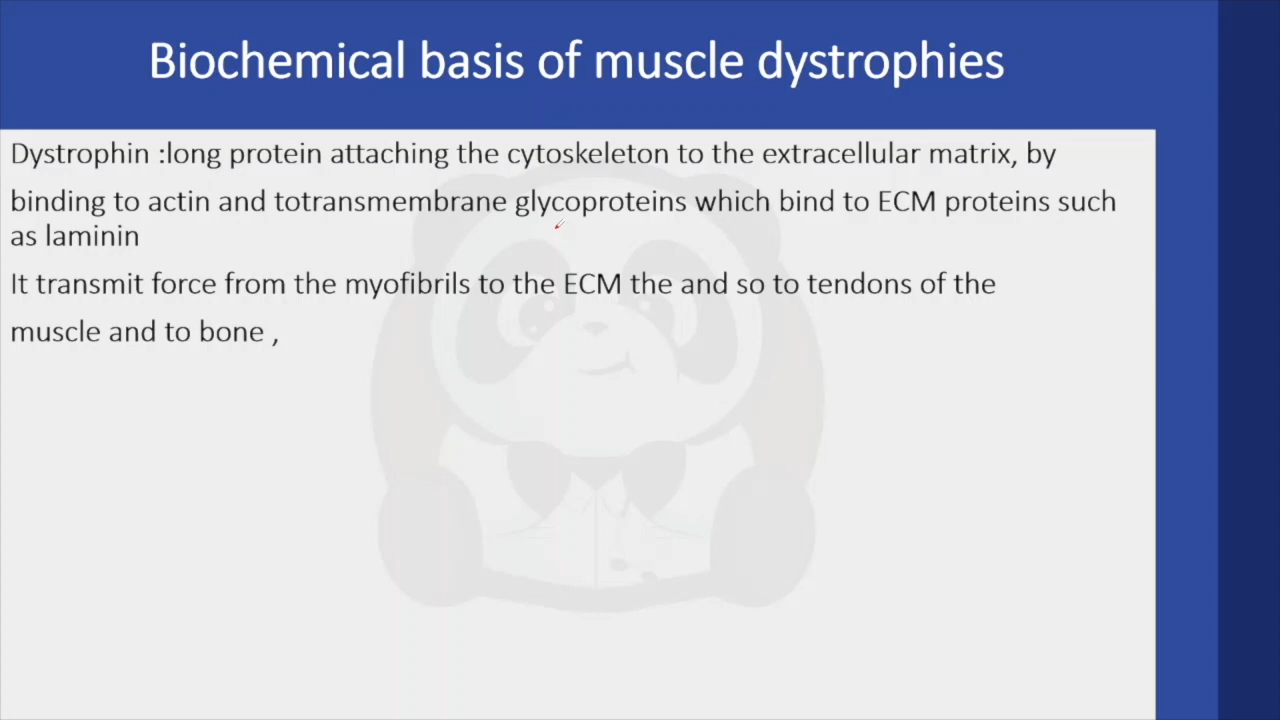 Biochemical basis of muscle dystrophies
Dystrophin :long protein attaching the cytoskeleton to the extracellular matrix, by
binding to actin and totransmembrane glycoproteins which bind to ECM proteins such
as laminin
It transmit force from the myofibrils to the ECM the and so to tendons of the
muscle and to bone ,